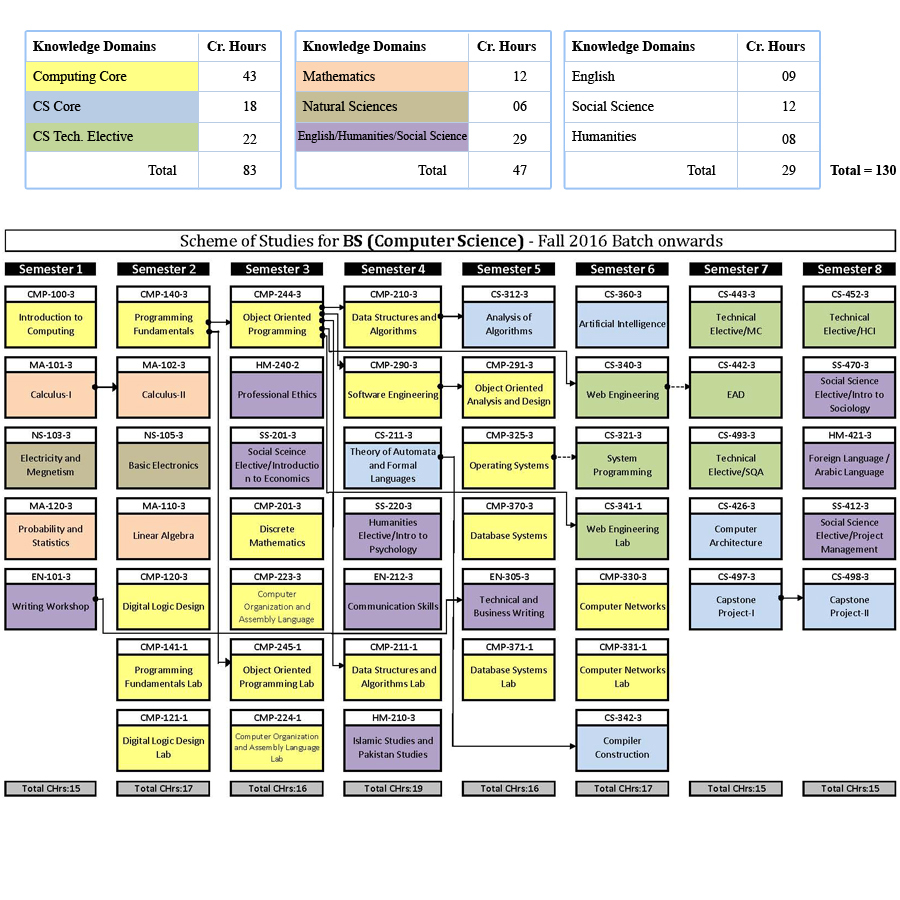 Knowledge Domains Cr. Hours
Computing Core 43
CS Core 18
CS Tech. Elective 22
Total 83
Knowledge Domains Cr. Hours
Mathematics 12
Natural Sciences 06
English/Humanities/Social Science 29
Total 47
Knowledge Domains Cr. Hours
English 09
Social Science 12
Humanities 08
Total 29
Total = 130
Scheme of Studies for BS (Computer Science) - Fall 2016 Batch onwards
Semester 1
CMP-100-3
Introduction to
Computing
MA-101-3
Calculus-I
NS-103-3
Electricity and
Megnetism
MA-120-3
Probability and
Statistics
EN-101-3
Writing Workshop
Total CHrs:15
Semester 2
CMP-140-3
Programming
Fundamentals
MA-102-3
Calculus-II
NS-105-3
Basic Electronics
MA-110-3
Linear Algebra
CMP-120-3
Digital Logic Design
CMP-141-1
Programming
Fundamentals Lab
CMP-121-1
Digital Logic Design
Lab
Total CHrs:17
Semester 3
CMP-244-3
Object Oriented
Programming
HM-240-2
Professional Ethics
SS-201-3
Social Sceince
Elective/Introductio
n to Economics
CMP-201-3
Discrete
Mathematics
CMP-223-3
Computer
Organization and
Assembly Language
CMP-245-1
Object Oriented
Programming Lab
CMP-224-1
Computer Organization
and Assembly Language
Lab
Total CHrs:16
Semester 4
CMP-210-3
Data Structures and
Algorithms
CMP-290-3
Software Engineering
CS-211-3
Theory of Automata
and Formal
Languages
SS-220-3
Humanities
Elective/Intro to
Psychology
EN-212-3
Communication Skills
CMP-211-1
Data Structures and
Algorithms Lab
HM-210-3
Islamic Studies and
Pakistan Studies
Total CHrs:19
Semester 5
CS-312-3
Analysis of
Algorithms
CMP-291-3
Object Oriented
Analysis and Design
CMP-325-3
Operating Systems
CMP-370-3
Database Systems
EN-305-3
Technical and
Business Writing
CMP-371-1
Database Systems
Lab
Total CHrs:16
Semester 6
CS-360-3
Artificial Intelligence
CS-340-3
Web Engineering
CS-321-3
System
Programming
CS-341-1
Web Engineering
Lab
CMP-330-3
Computer Networks
CMP-331-1
Computer Networks
Lab
CS-342-3
Compiler
Construction
Total CHrs:17
Semester 7
CS-443-3
Technical
Elective/MC
CS-442-3
EAD
CS-493-3
Technical
Elective/SQA
CS-426-3
Computer
Architecture
CS-497-3
Capstone
Project-I
Total CHrs:15
Semester 8
CS-452-3
Technical
Elective/HCI
SS-470-3
Social Science
Elective/Intro to
Sociology
HM-421-3
Foreign Language /
Arabic Language
SS-412-3
Social Science
Elective/Project
Management
CS-498-3
Capstone
Project-II
Total CHrs:15